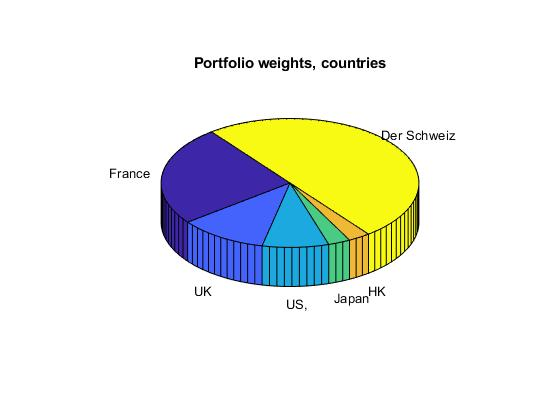 Portfolio weights, countries
Der Schweiz
France
UK
US,
Japan
HK